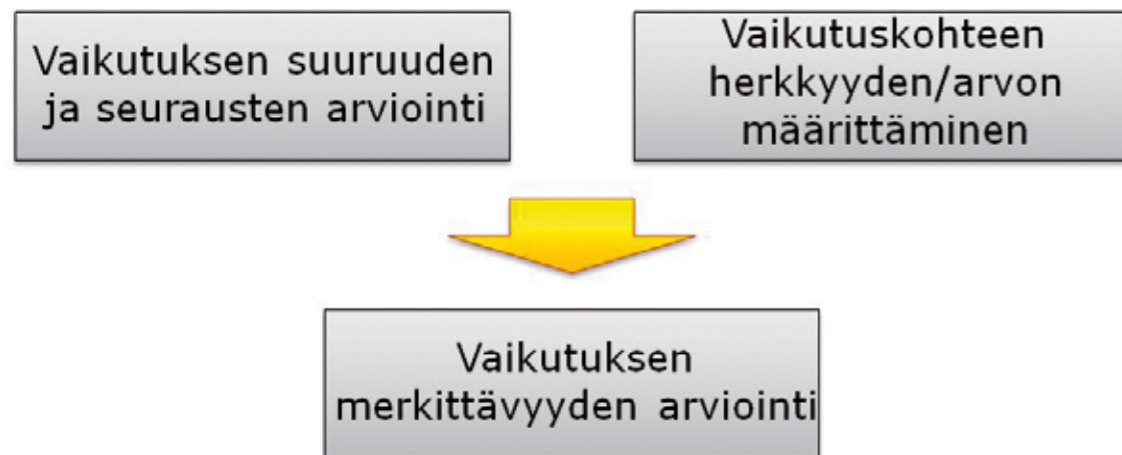 Vaikutuksen suuruuden
ja seurausten arviointi
Vaikutuskohteen
herkkyyden/arvon
määrittäminen
Vaikutuksen
merkittävyyden arviointi